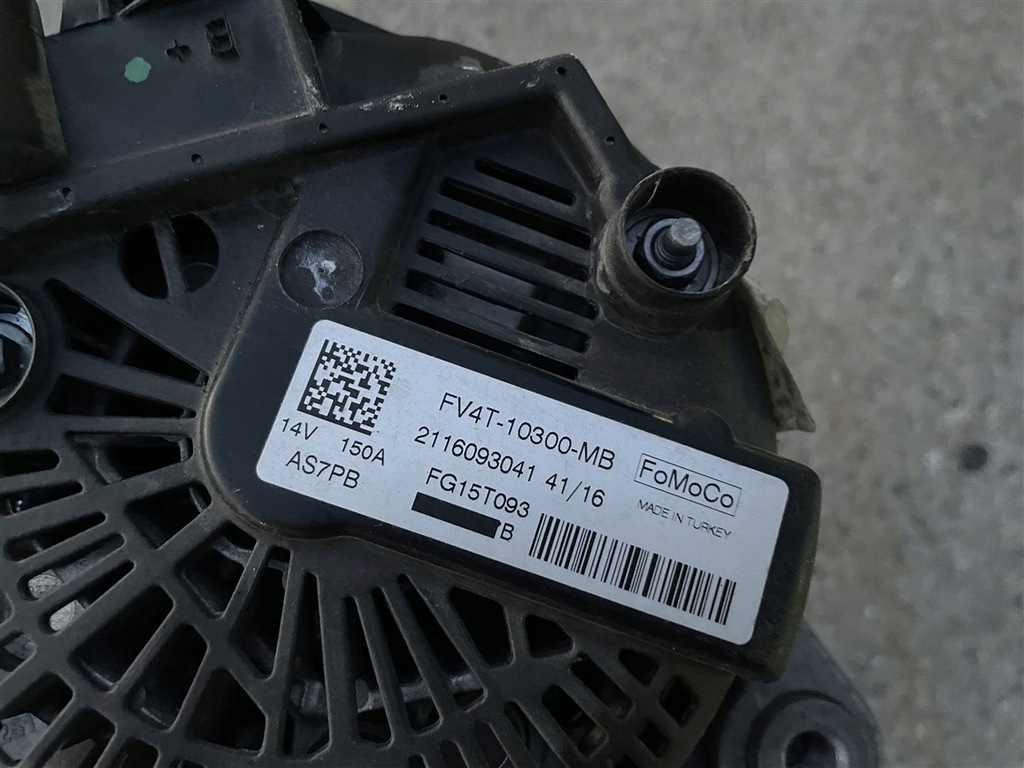 FV4T-10300-MB
2116093041 41/16
FG15T093
B
14V 150A
AS7PB
FoMoCo
MADE IN TURKEY